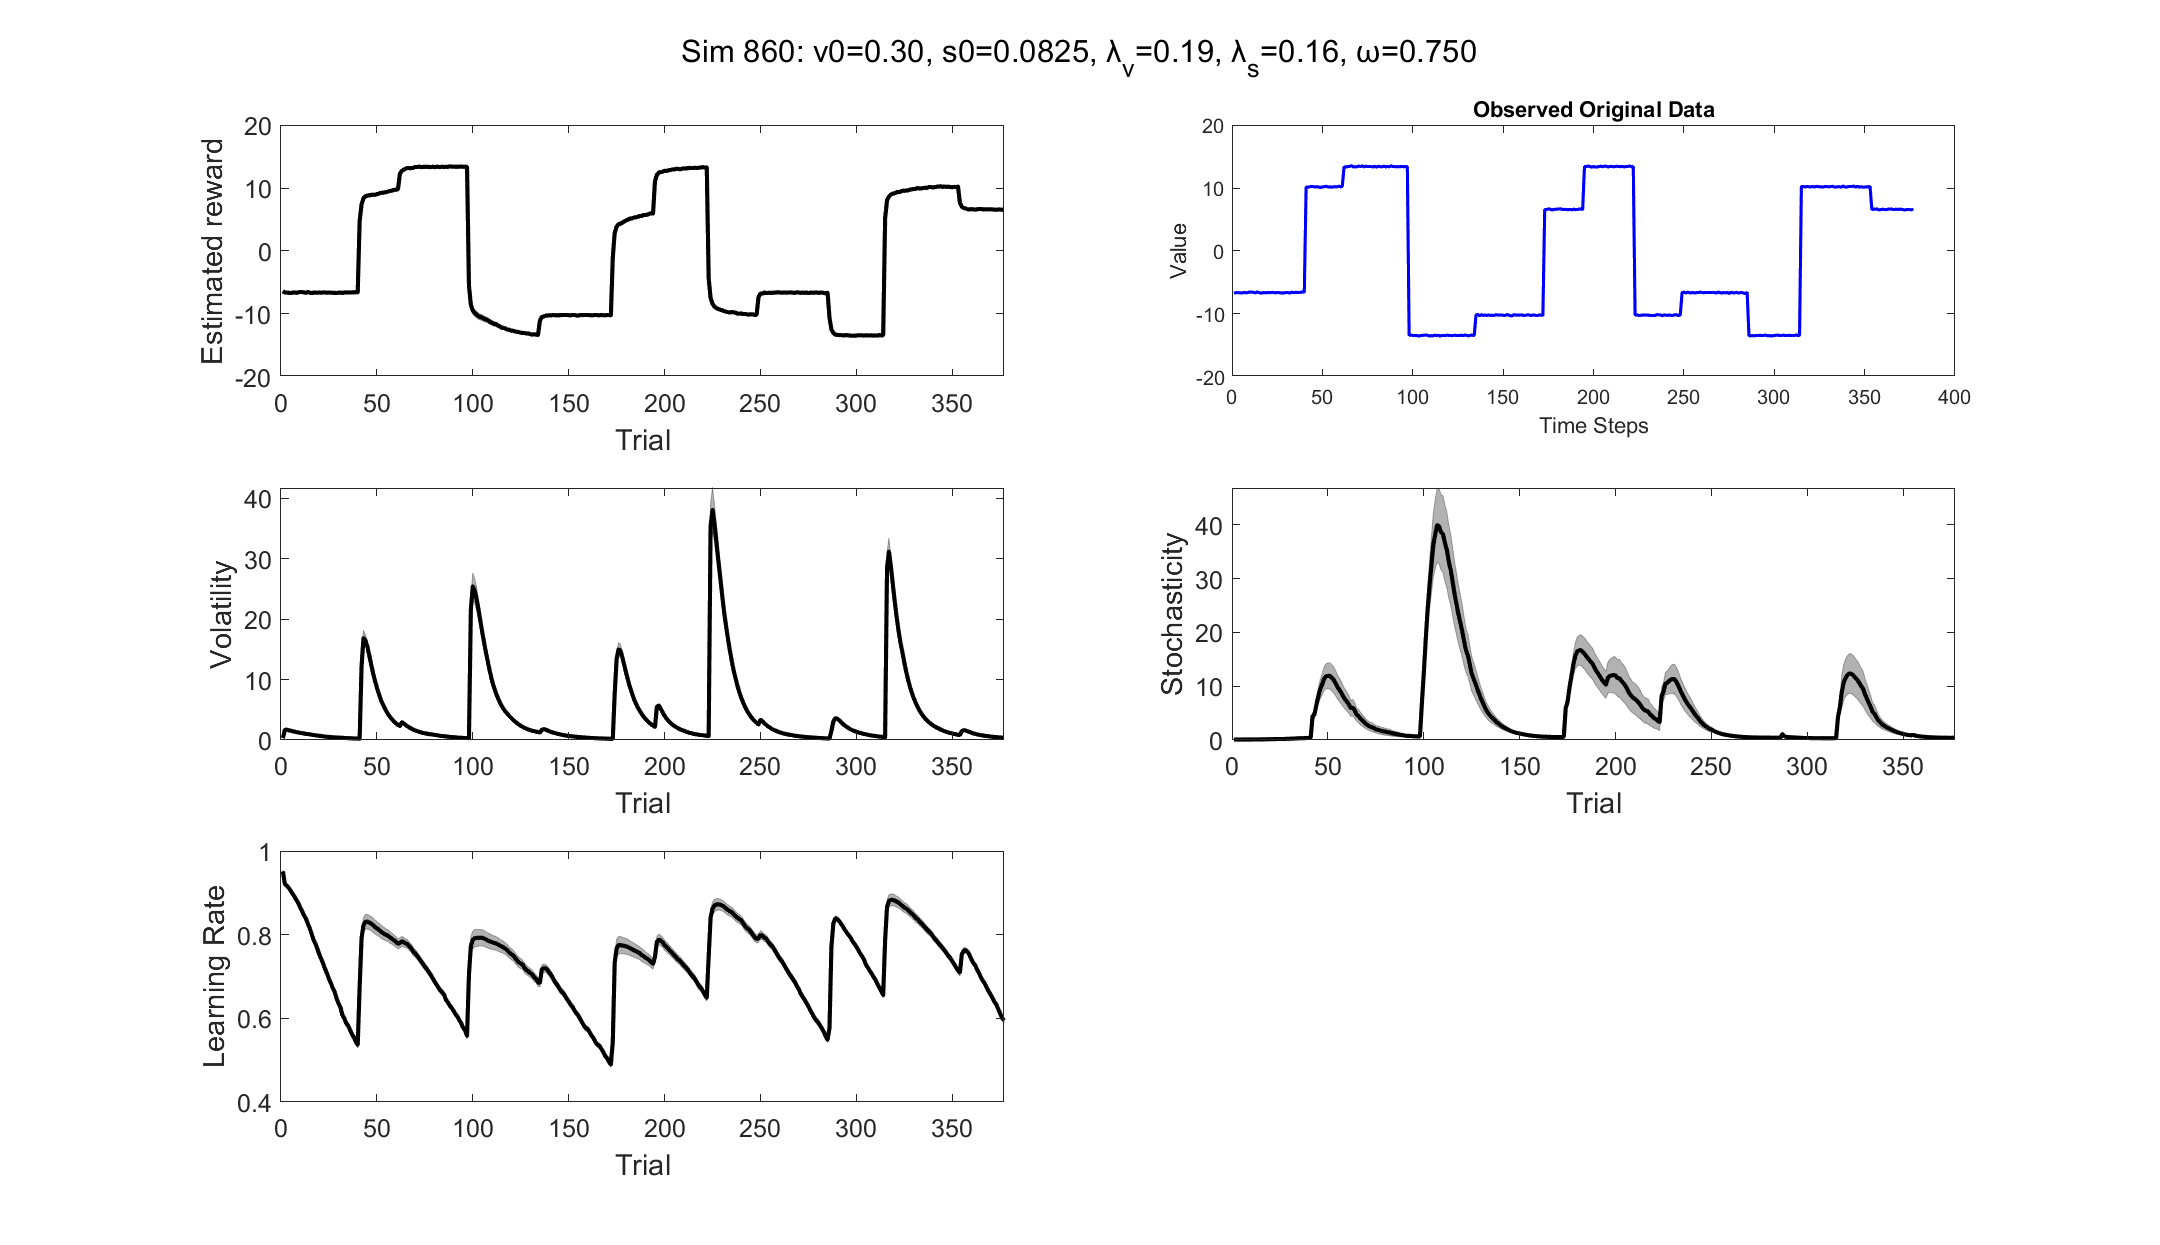 Sim 860: v0=0.30, s0=0.0825, λv=0.19, λs=0.16, ω=0.750
Estimated reward
20
10
0
-10
-20
0 50 100 150 200 250 300 350
Trial
Observed Original Data
Value
20
10
0
-10
-20
0 50 100 150 200 250 300 350 400
Time Steps
Volatility
40
30
20
10
0
0 50 100 150 200 250 300 350
Trial
Stochasticity
40
30
20
10
0
0 50 100 150 200 250 300 350
Trial
Learning Rate
1
0.8
0.6
0.4
0 50 100 150 200 250 300 350
Trial